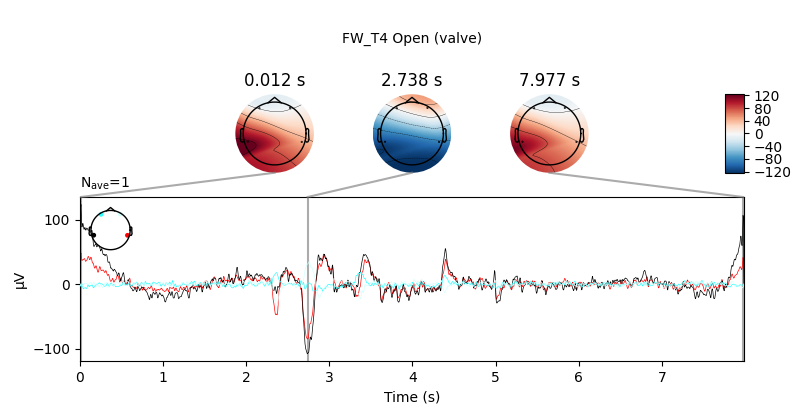 FW_T4 Open (valve)
0.012 s 2.738 s 7.977 s
120
80
40
0
−40
−80
−120
Nave=1
100
0
−100
µV
0 1 2 3 4 5 6 7
Time (s)